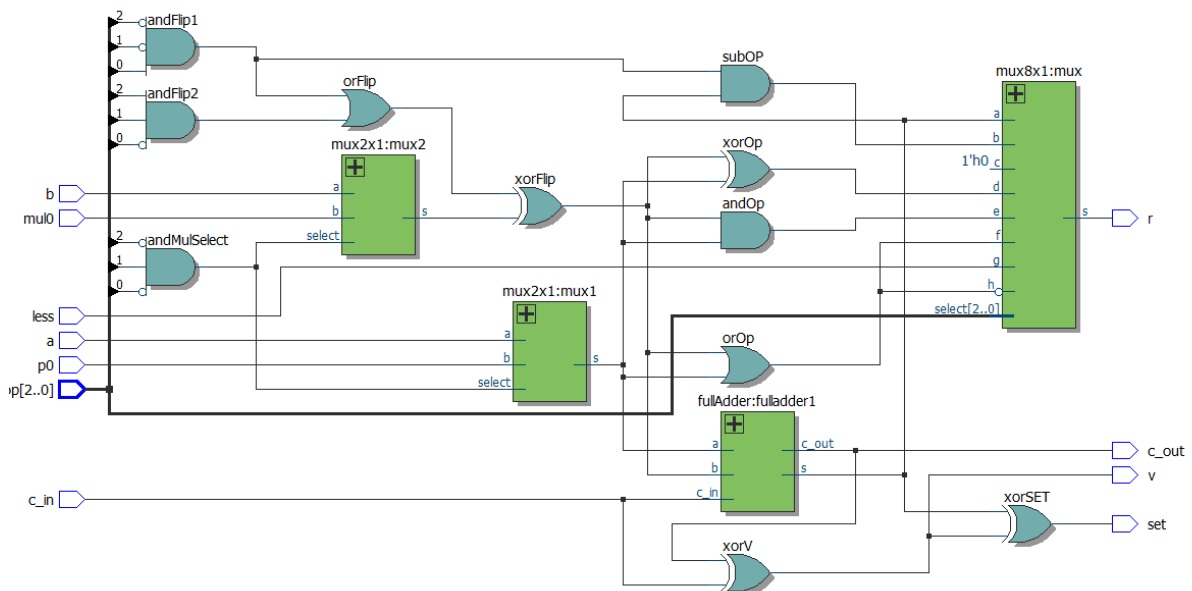 2
andFlip1
1
0
2
andFlip2
1
0
orFlip
mux2x1:mux2
a
b
s
select
b
mul0
2
andMulSelect
1
0
xorFlip
less
a
p0
op[2..0]
mux2x1:mux1
a
b
s
select
subOP
xorOp
andOp
orOp
fullAdder:fulladder1
a
c_out
b
s
c_in
c_in
xorV
mux8x1:mux
a
b
1'h0 c
d
e
s
f
g
h
select[2..0]
r
c_out
v
xorSET
set